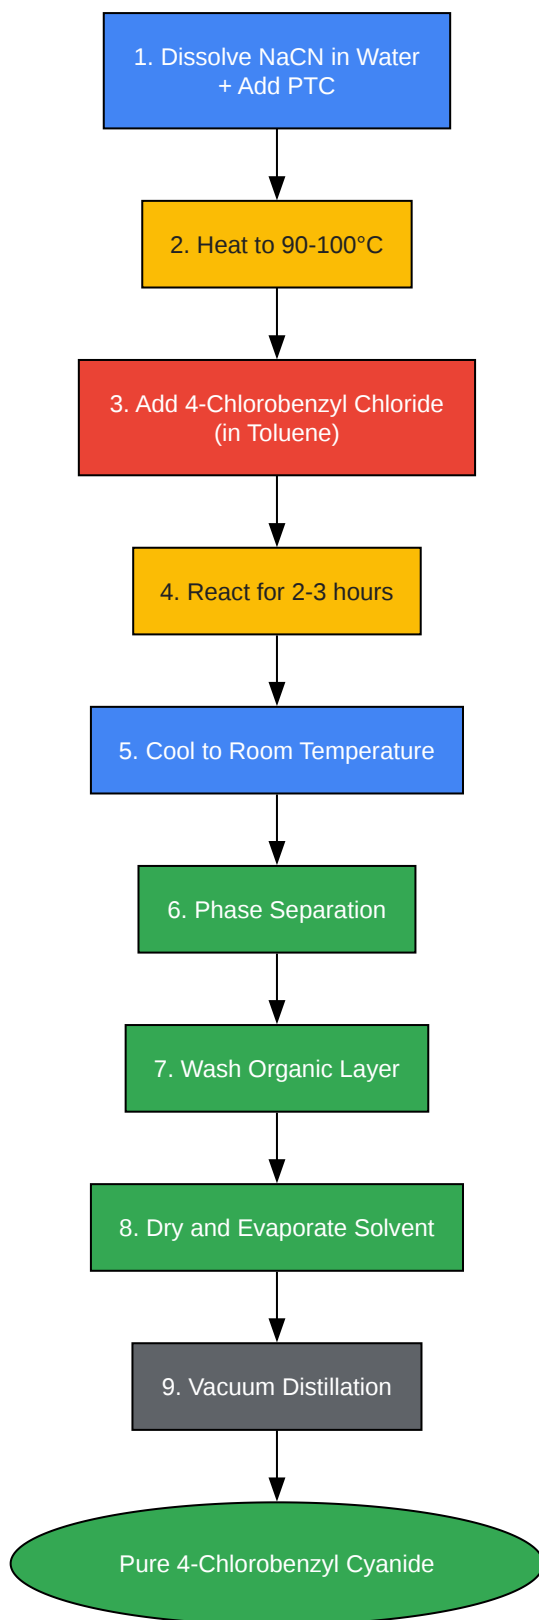 1. Dissolve NaCN in Water
+ Add PTC
2. Heat to 90-100°C
3. Add 4-Chlorobenzyl Chloride
(in Toluene)
4. React for 2-3 hours
5. Cool to Room Temperature
6. Phase Separation
7. Wash Organic Layer
8. Dry and Evaporate Solvent
9. Vacuum Distillation
Pure 4-Chlorobenzyl Cyanide